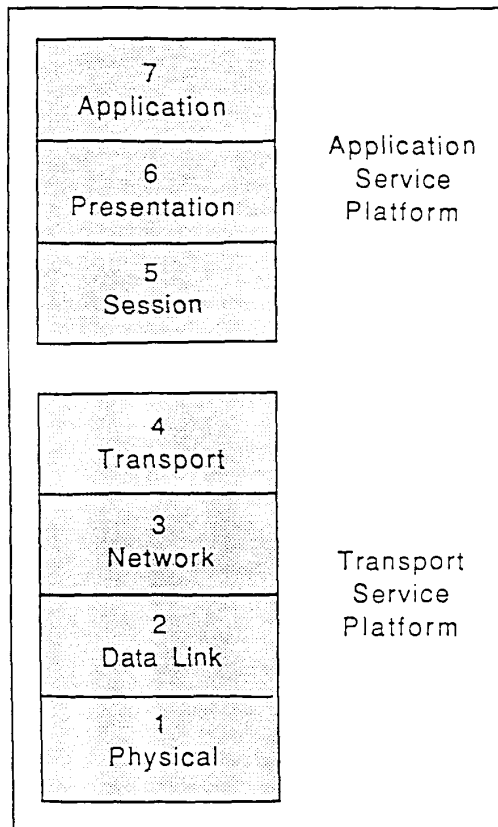 7
Application
6
Presentation
5
Session
Application
Service
Platform
4
Transport
3
Network
2
Data Link
1
Physical
Transport
Service
Platform